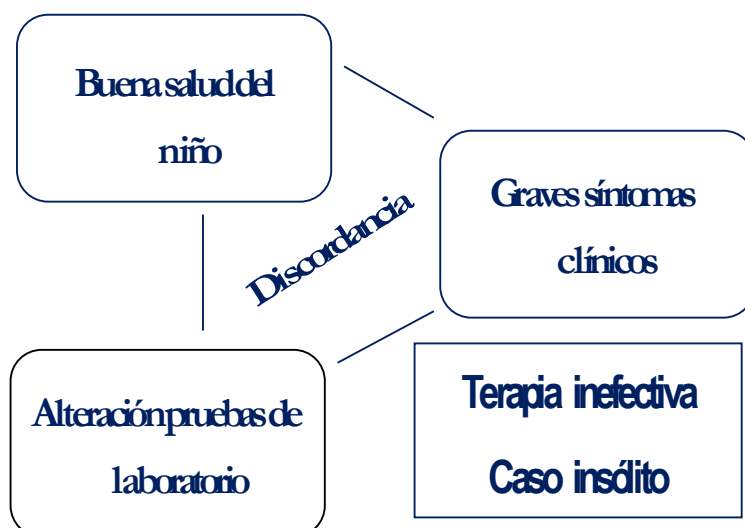 Buena salud del
niño
Graves síntomas
clínicos
Discordancia
Alteración pruebas de
laboratorio
Terapia inefectiva
Caso insólito